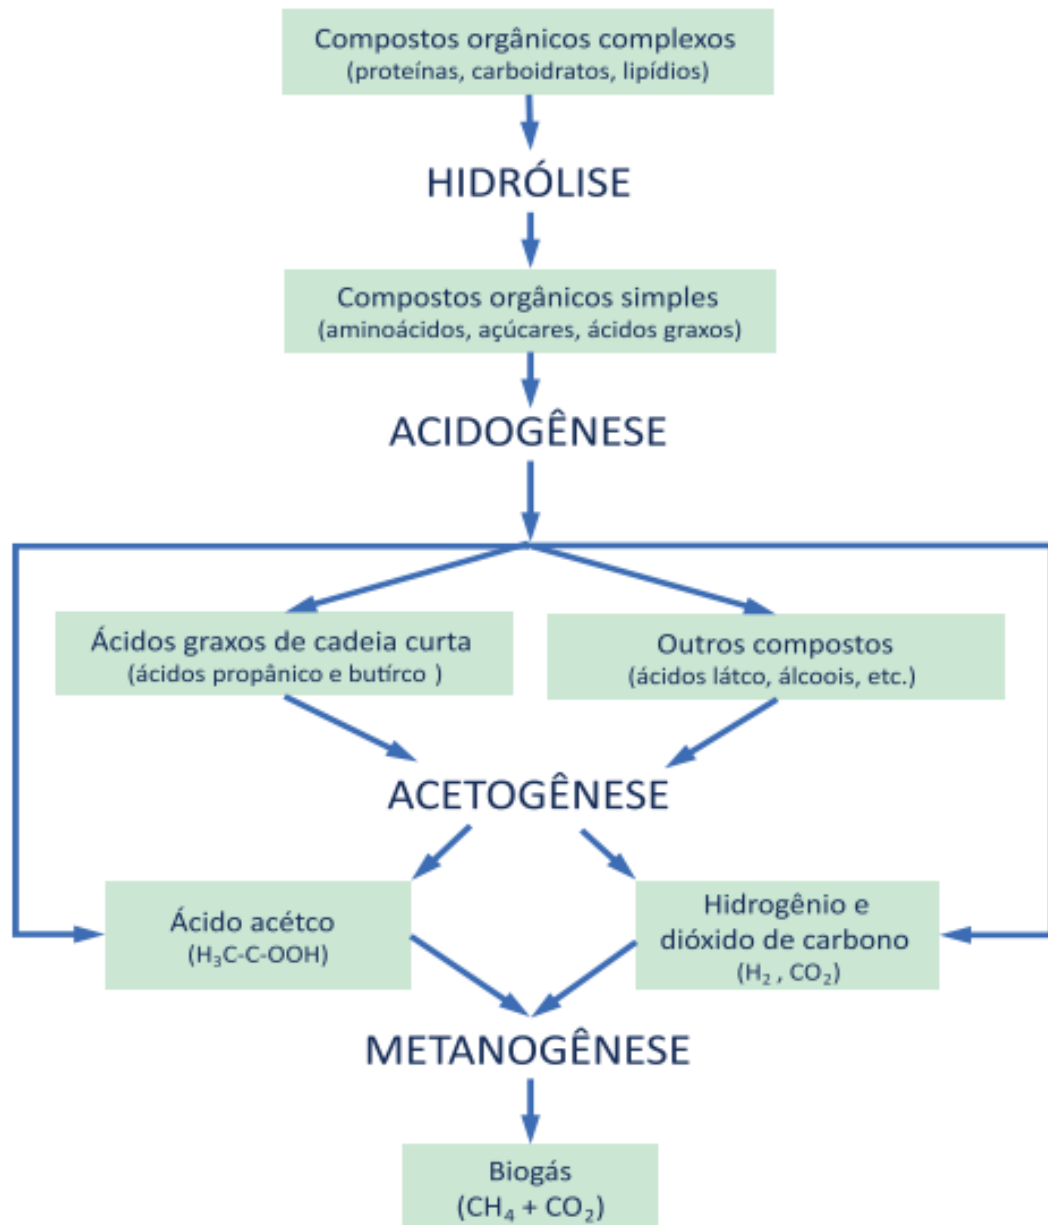 Compostos orgânicos complexos
(proteínas, carboidratos, lipídios)
HIDRÓLISE
Compostos orgânicos simples
(aminoácidos, açúcares, ácidos graxos)
ACIDOGÊNESE
Ácidos graxos de cadeia curta
(ácidos propânico e butírco )
Outros compostos
(ácidos látco, álcoois, etc.)
ACETOGÊNESE
Ácido acétco
(H₃C-C-OOH)
Hidrogênio e
dióxido de carbono
(H₂ , CO₂)
METANOGÊNESE
Biogás
(CH₄ + CO₂)